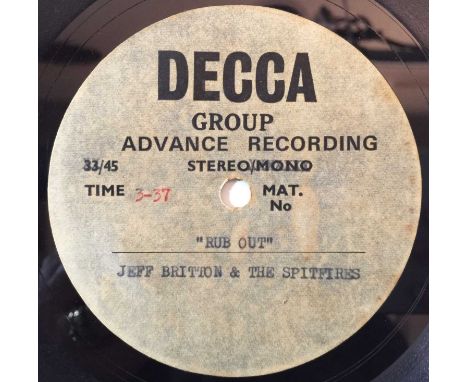 DECCA
GROUP
ADVANCE RECORDING
33/45 STEREO/MONO
TIME 3-37 MAT.
No
"RUB OUT"
JEFF BRITTON & THE SPITFIRES